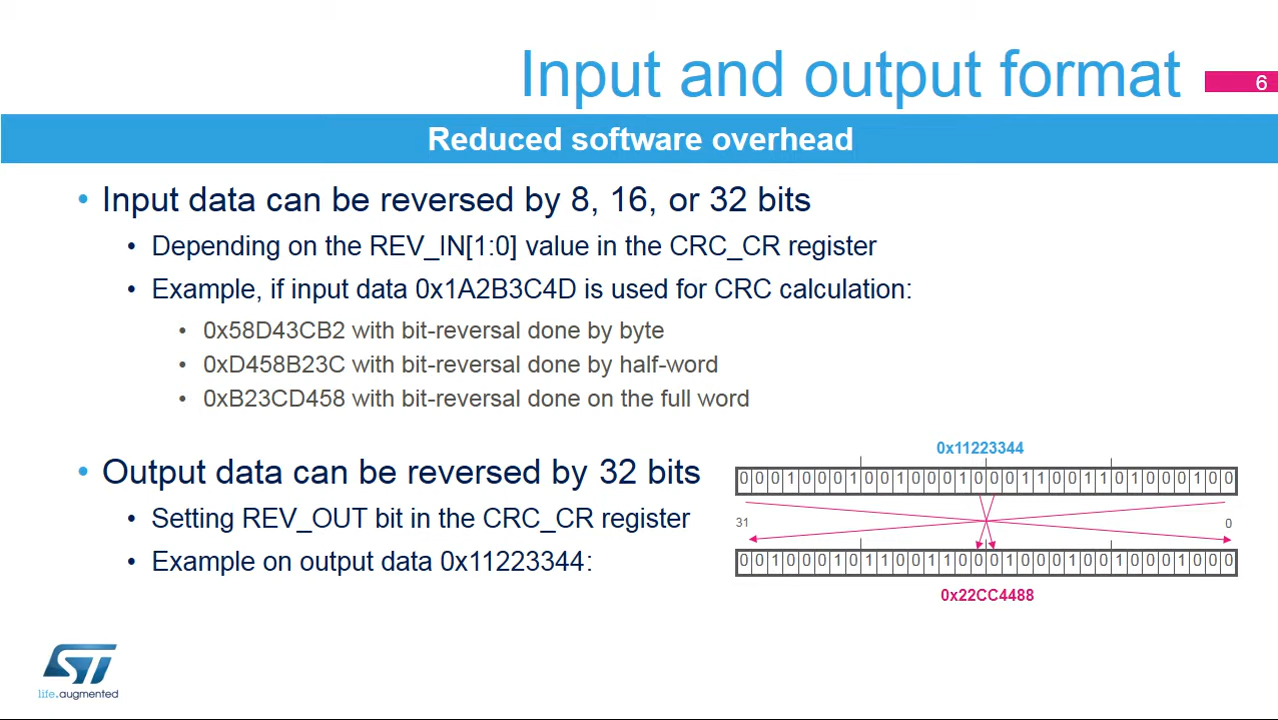 Input and output format
6
Reduced software overhead
• Input data can be reversed by 8, 16, or 32 bits
• Depending on the REV_IN[1:0] value in the CRC_CR register
• Example, if input data 0x1A2B3C4D is used for CRC calculation:
• 0x58D43CB2 with bit-reversal done by byte
• 0xD458B23C with bit-reversal done by half-word
• 0xB23CD458 with bit-reversal done on the full word
• Output data can be reversed by 32 bits
• Setting REV_OUT bit in the CRC_CR register
• Example on output data 0x11223344:
0x11223344
0 0 0 1 0 0 0 1 0 0 1 0 0 0 1 0 0 0 1 1 0 0 1 1 0 1 0 0 0 1 0 0
31 0
0 0 1 0 0 0 1 0 1 1 0 0 1 1 0 0 0 1 0 0 0 1 0 0 1 0 0 0 1 0 0 0
0x22CC4488
ST
life.augmented